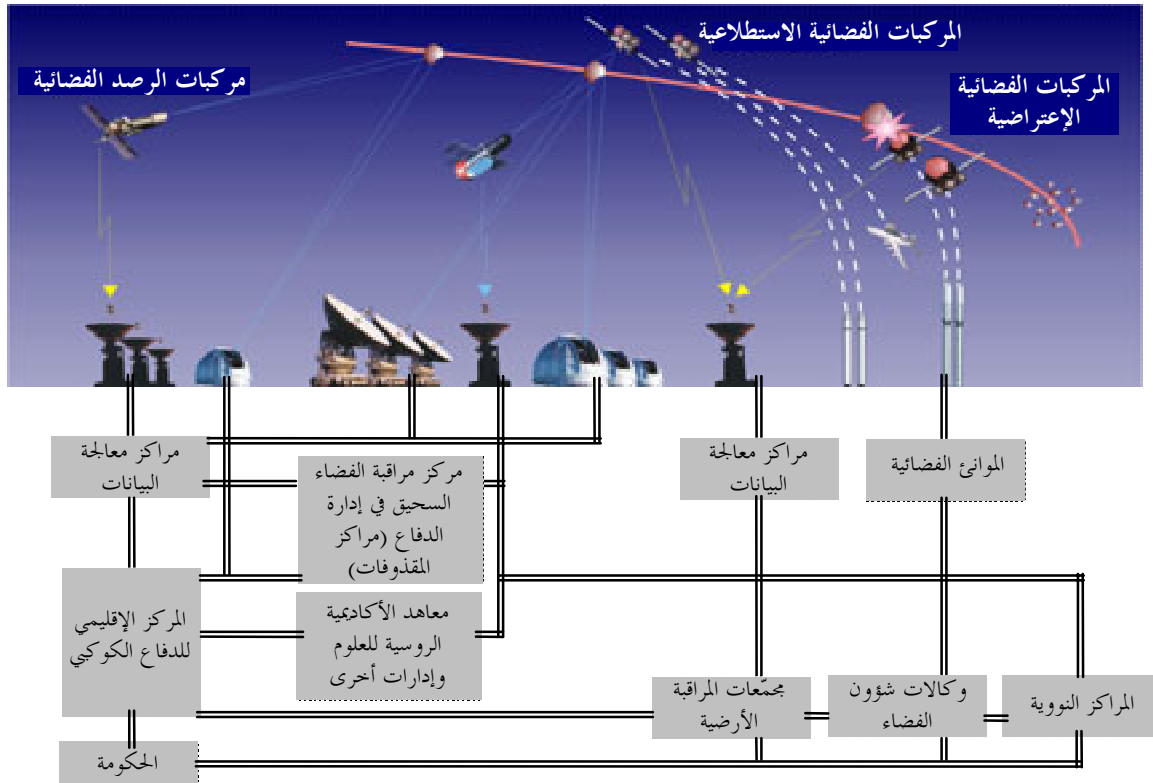 المركبات الفضائية الاستطلاعية
مركبات الرصد الفضائية
المركبات الفضائية
الإعتراضية
مراكز معالجة
البيانات
مركز مراقبة الفضاء
السحيق في إدارة
الدفاع (مراكز
المقذوفات)
مراكز معالجة
البيانات
الموانئ الفضائية
المركز الإقليمي
للدفاع الكوكبي
معاهد الأكاديمية
الروسية للعلوم
وإدارات أخرى
مجمّعات المراقبة
الأرضية
وكالات شؤون
الفضاء
المراكز النووية
الحكومة